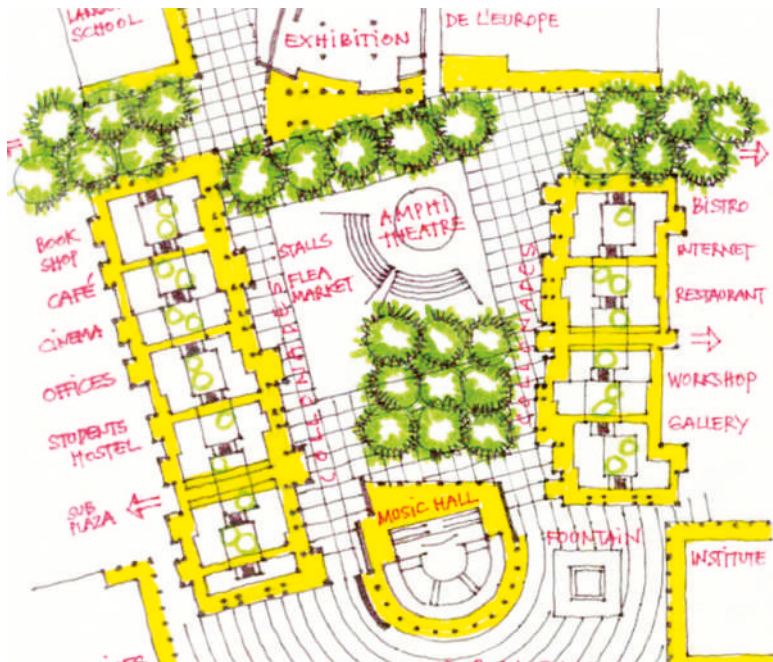 SCHOOL
EXHIBITION
DE L'EUROPE
BOOK
SHOP
CAFÉ
CINEMA
OFFICES
STUDENTS
HOSTEL
SUB
PLAZA
STALLS
FLEA
MARKET
COLONNADES
AMPHI
THEATRE
COLONNADES
BISTRO
INTERNET
RESTAURANT
WORKSHOP
GALLERY
MUSIC HALL
FOUNTAIN
INSTITUTE